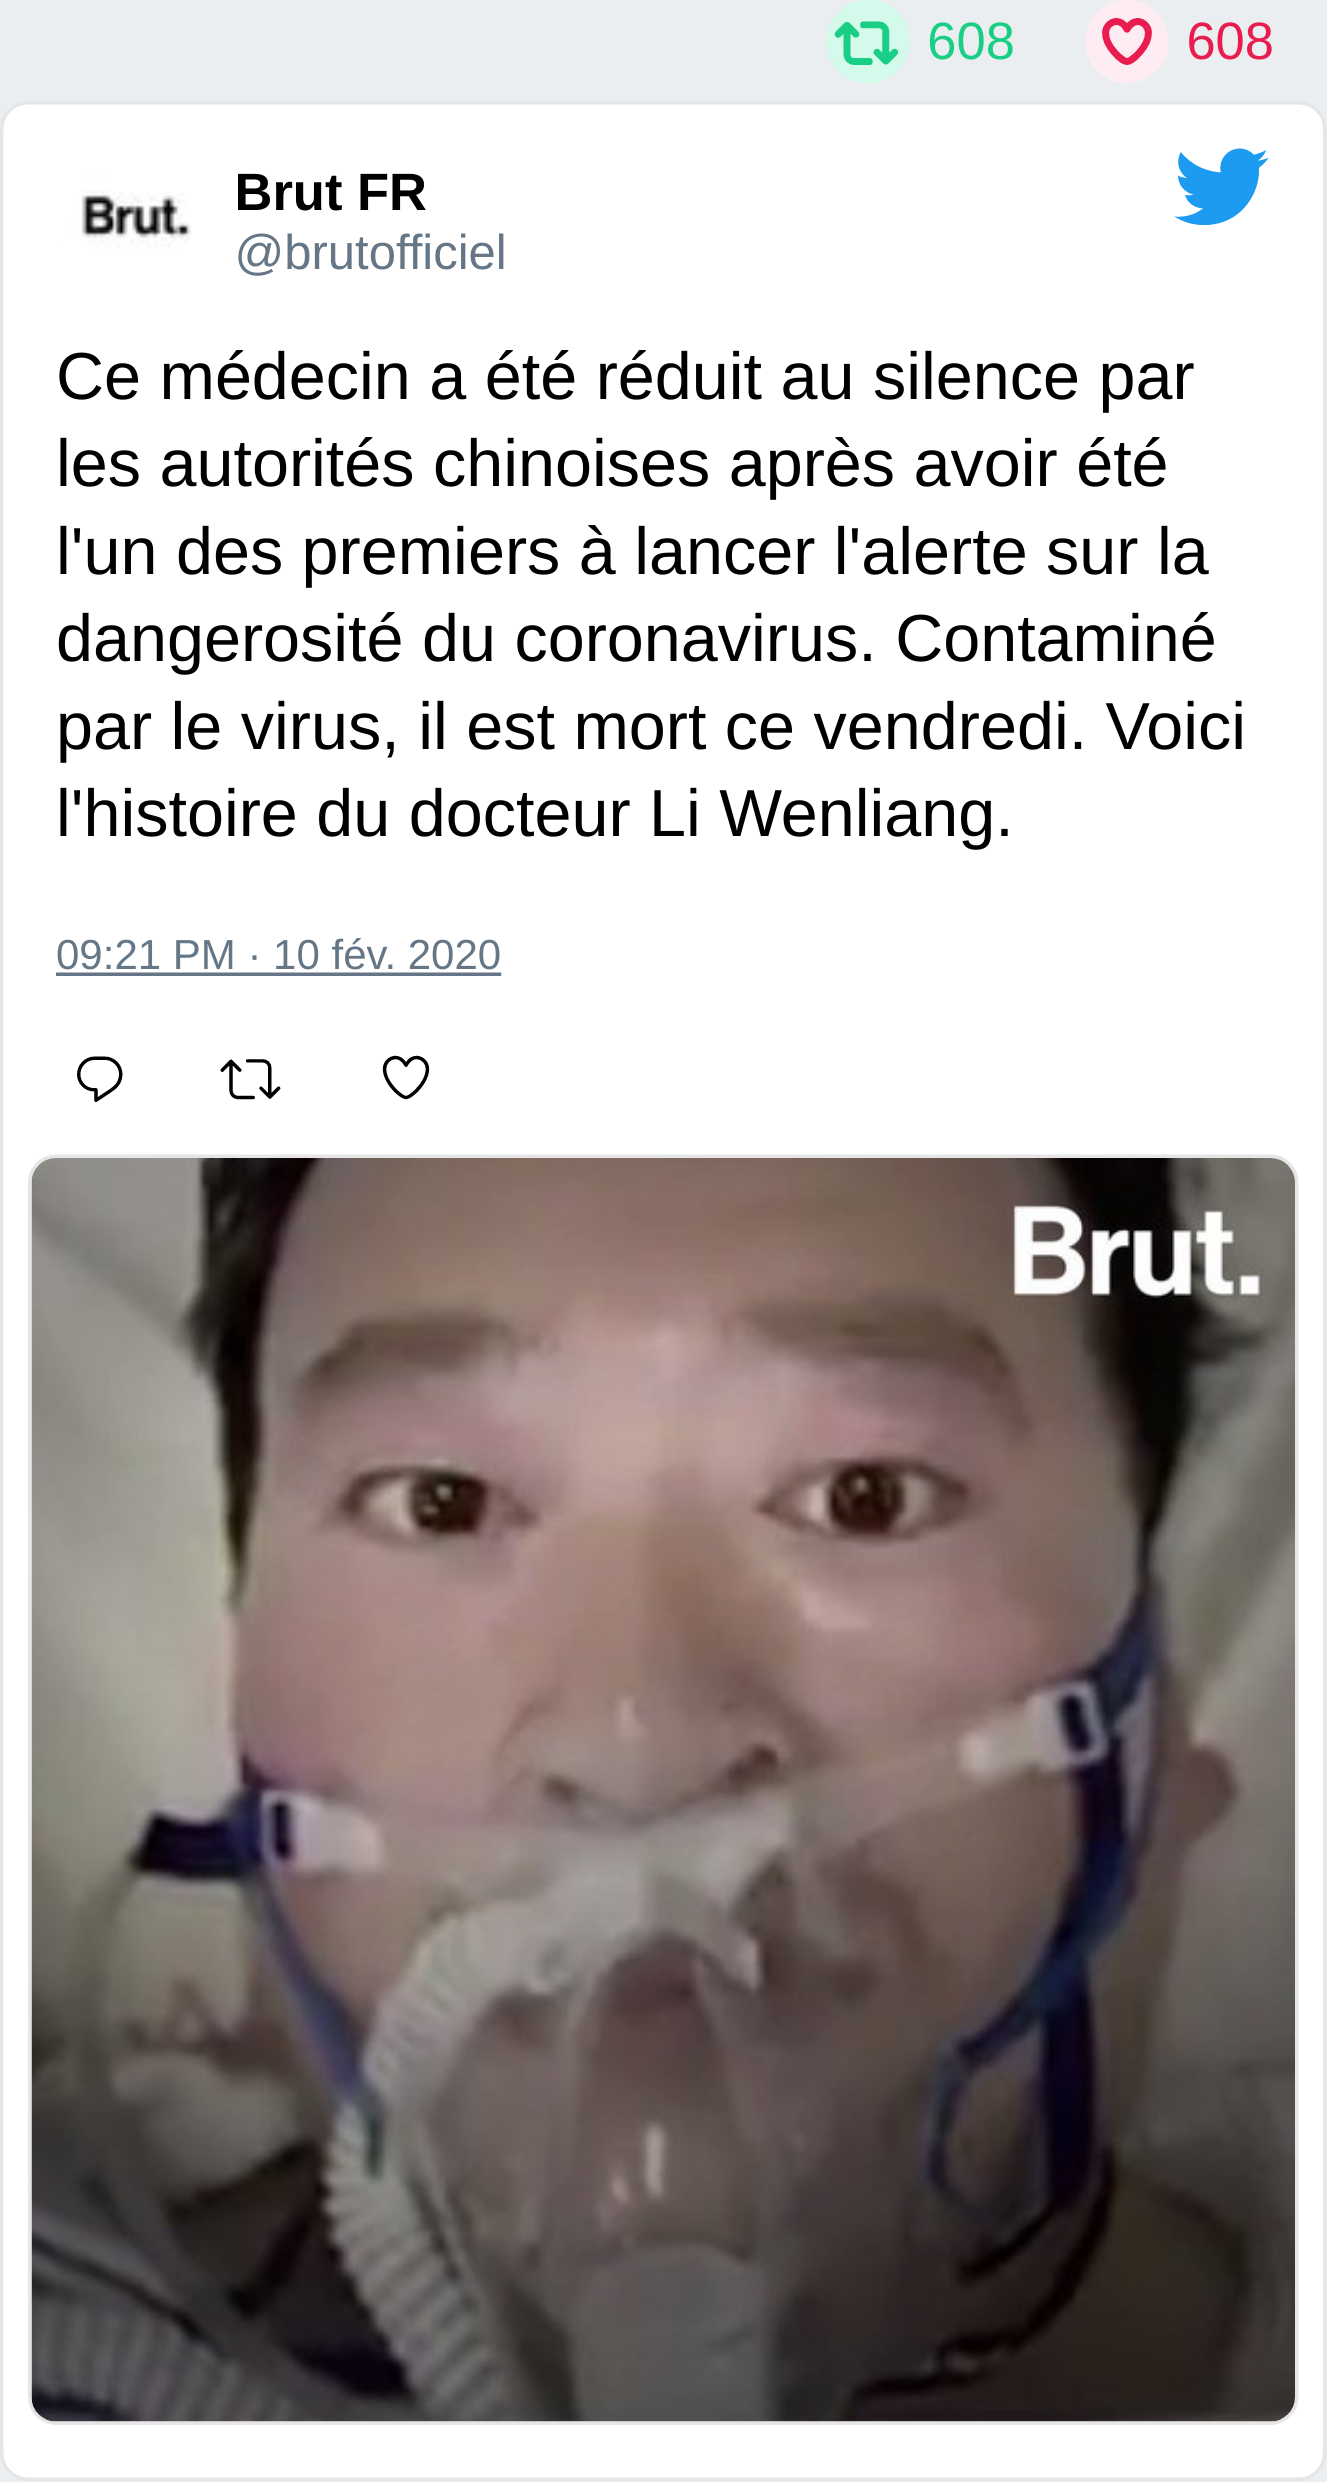 608 608
Brut.
Brut FR
@brutofficiel
Ce médecin a été réduit au silence par
les autorités chinoises après avoir été
l'un des premiers à lancer l'alerte sur la
dangerosité du coronavirus. Contaminé
par le virus, il est mort ce vendredi. Voici
l'histoire du docteur Li Wenliang.
09:21 PM · 10 fév. 2020
Brut.